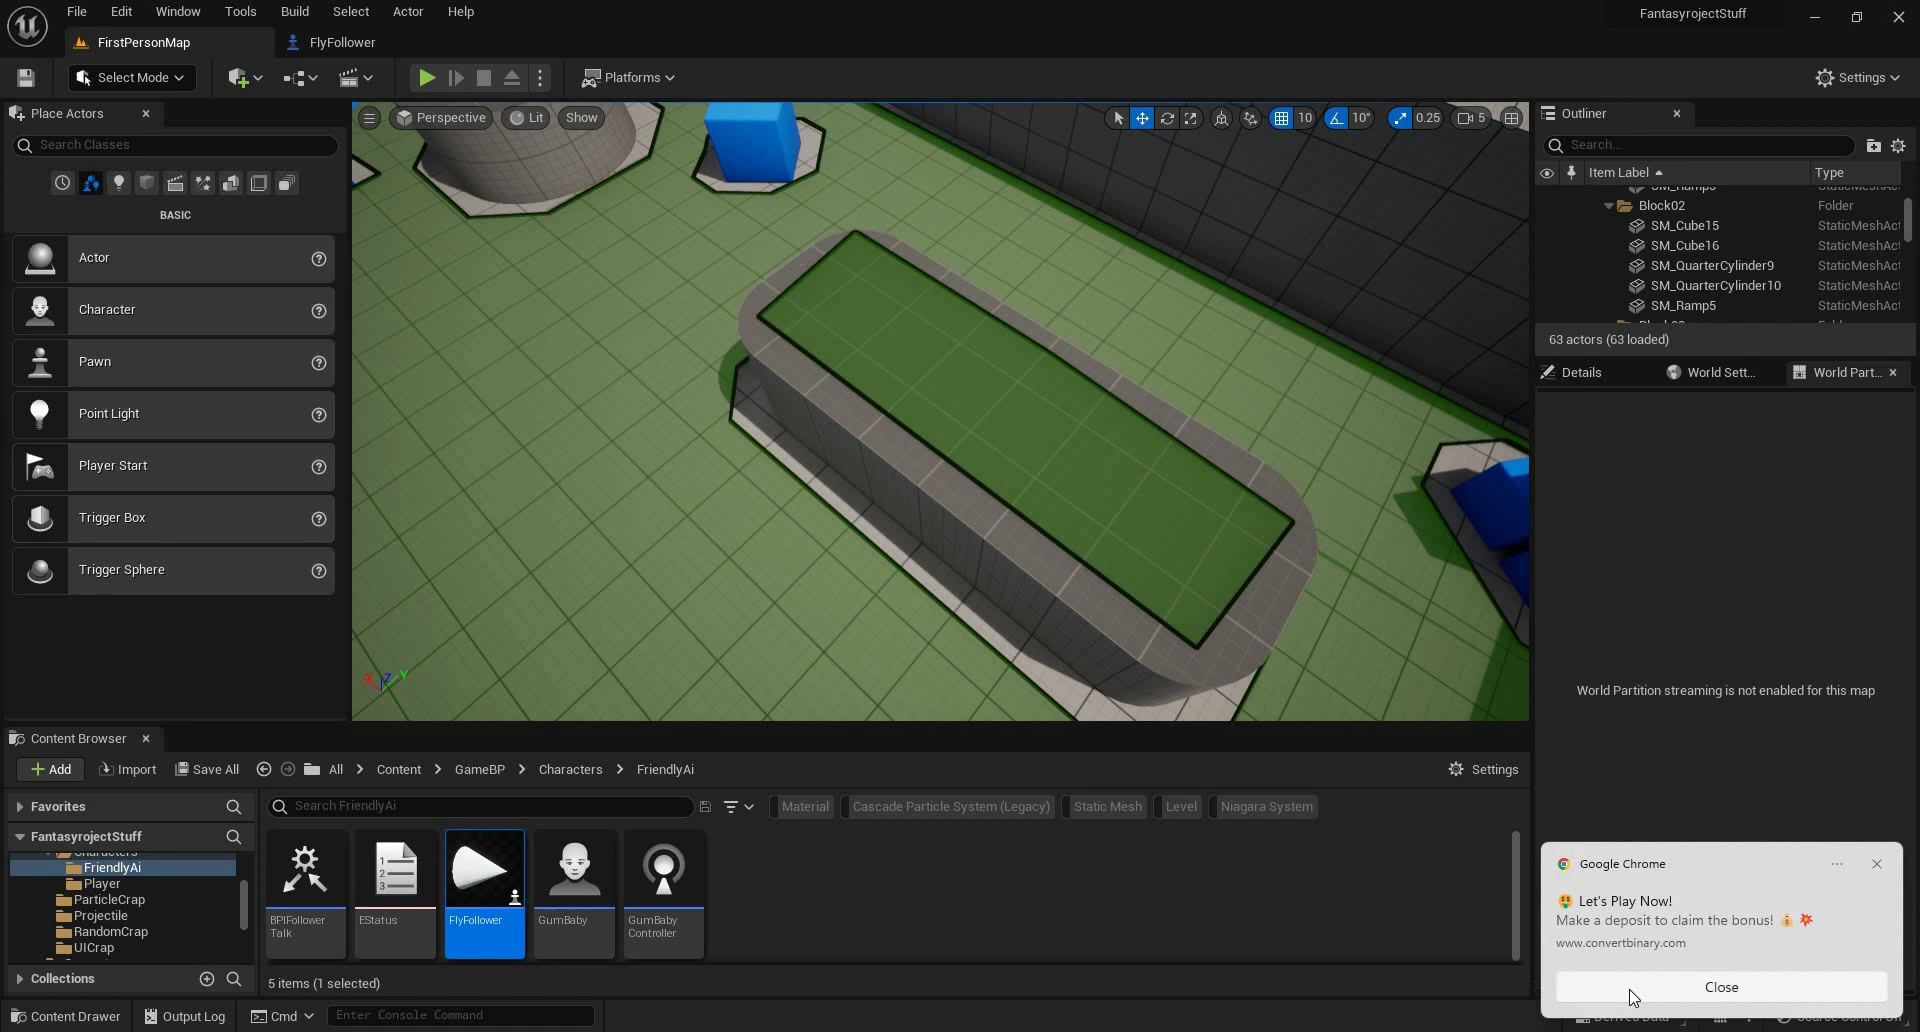 File Edit Window Tools Build Select Actor Help
FantasyrojectStuff
FirstPersonMap
FlyFollower
Select Mode
Platforms
Settings
Place Actors
Search Classes
BASIC
Actor
Character
Pawn
Point Light
Player Start
Trigger Box
Trigger Sphere
Perspective
Lit
Show
10
10°
0.25
5
X Z Y
Outliner
Search...
Item Label
Type
SM_Ramp3 StaticMeshAct
Block02 Folder
SM_Cube15 StaticMeshAct
SM_Cube16 StaticMeshAct
SM_QuarterCylinder9 StaticMeshAct
SM_QuarterCylinder10 StaticMeshAct
SM_Ramp5 StaticMeshAct
63 actors (63 loaded)
Details
World Sett...
World Part...
World Partition streaming is not enabled for this map
Content Browser
Add
Import
Save All
All > Content > GameBP > Characters > FriendlyAi
Settings
Favorites
FantasyrojectStuff
Characters
FriendlyAi
Player
ParticleCrap
Projectile
RandomCrap
UICrap
Collections
Search FriendlyAi
Material
Cascade Particle System (Legacy)
Static Mesh
Level
Niagara System
1
2
3
BPIFollower
Talk
EStatus
FlyFollower
GumBaby
GumBaby
Controller
5 items (1 selected)
Google Chrome
🤑 Let's Play Now!
Make a deposit to claim the bonus! 💰 💥
www.convertbinary.com
Close
Content Drawer
Output Log
Cmd
Enter Console Command
Derived Data
Source Control Off